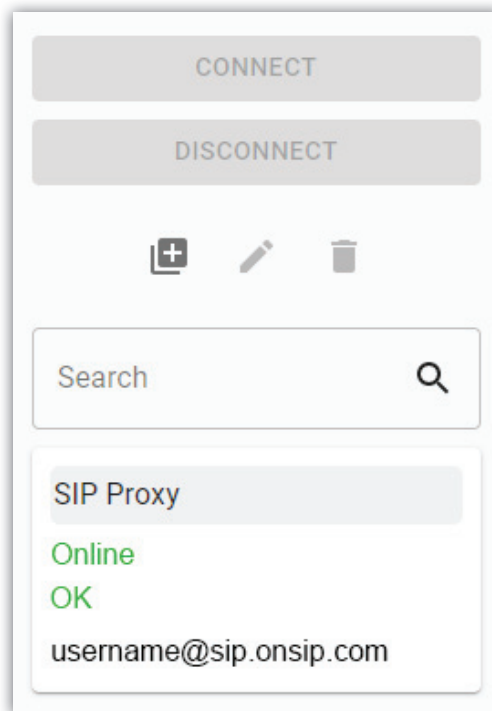 CONNECT
DISCONNECT
Search
SIP Proxy
Online
OK
username@sip.onsip.com